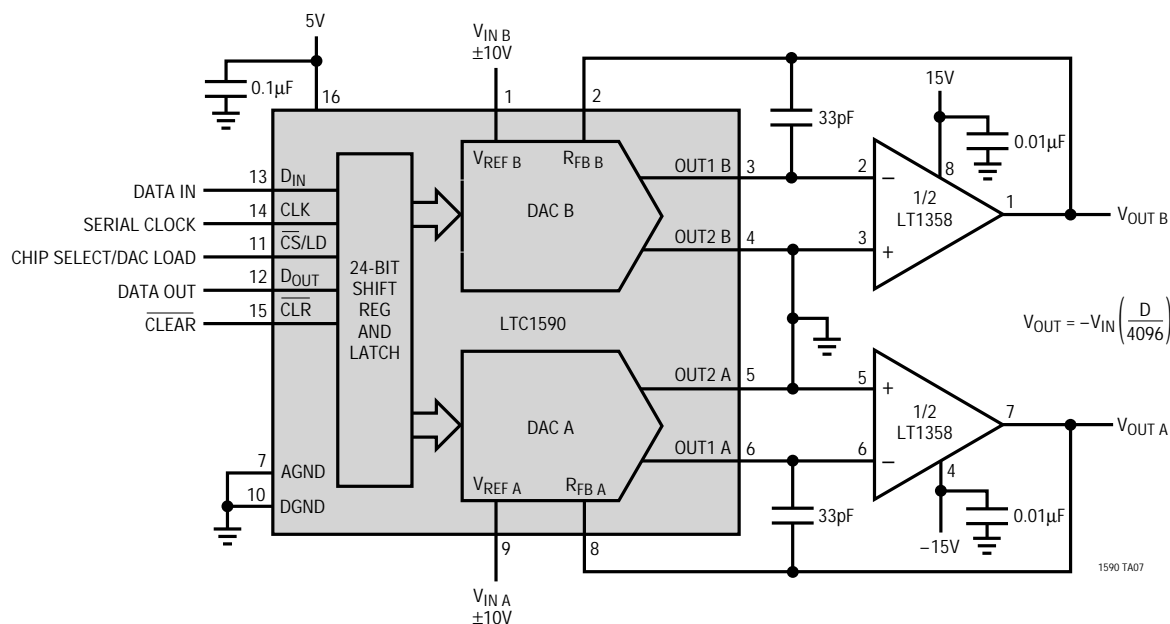 5V
0.1µF
16
V_IN B
±10V
1
2
33pF
15V
0.01µF
8
V_REF B
R_FB B
DAC B
OUT1 B
3
2
−
1/2
LT1358
1
V_OUT B
OUT2 B
4
3
+
DATA IN
13
D_IN
SERIAL CLOCK
14
CLK
CHIP SELECT/DAC LOAD
11
C̅S̅/LD
DATA OUT
12
D_OUT
C̅L̅E̅A̅R̅
15
C̅L̅R̅
24-BIT
SHIFT
REG
AND
LATCH
LTC1590
V_OUT = −V_IN (D/4096)
DAC A
OUT2 A
5
5
+
1/2
LT1358
7
V_OUT A
OUT1 A
6
6
−
4
0.01µF
−15V
7
AGND
10
DGND
V_REF A
R_FB A
9
8
33pF
V_IN A
±10V
1590 TA07